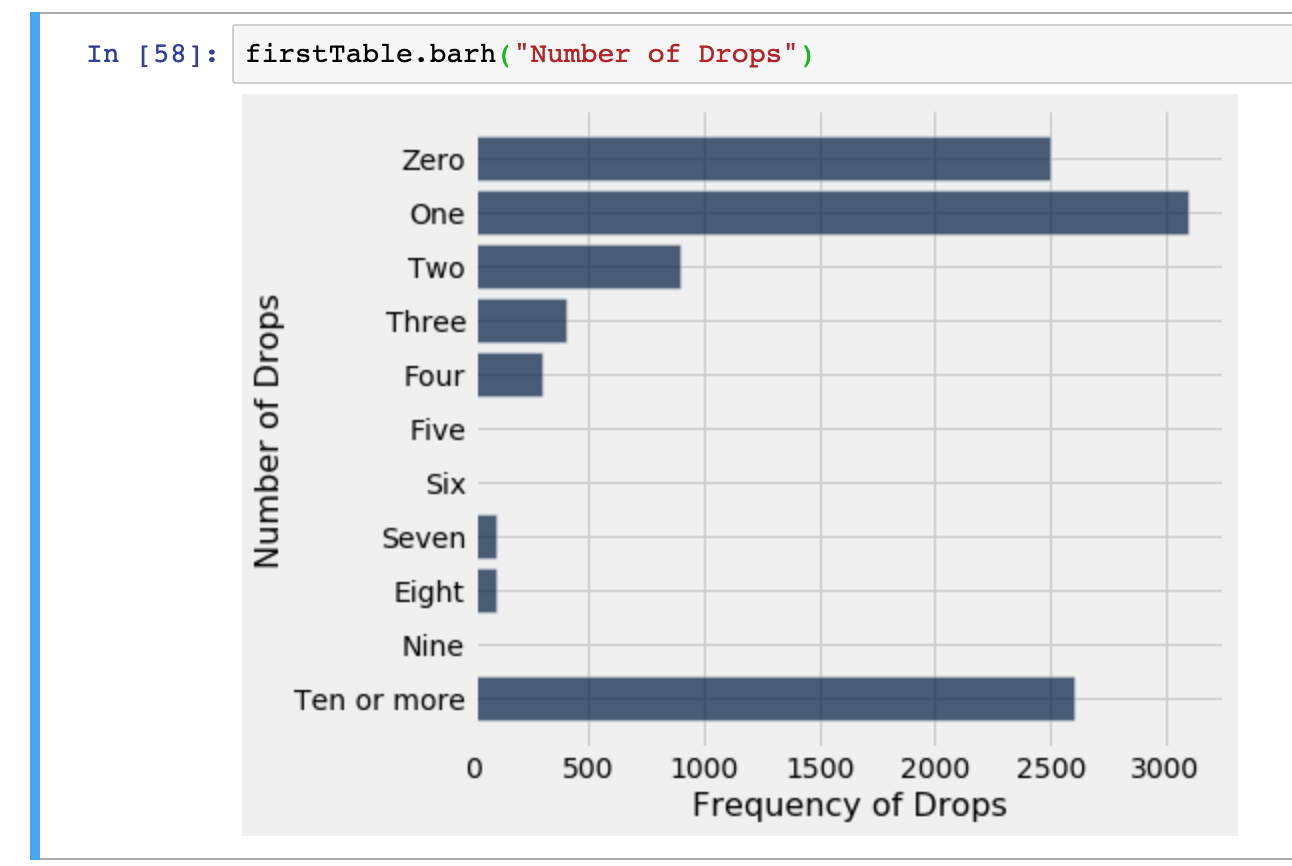 In [58]: firstTable.barh("Number of Drops")
Number of Drops
Zero
One
Two
Three
Four
Five
Six
Seven
Eight
Nine
Ten or more
0 500 1000 1500 2000 2500 3000
Frequency of Drops